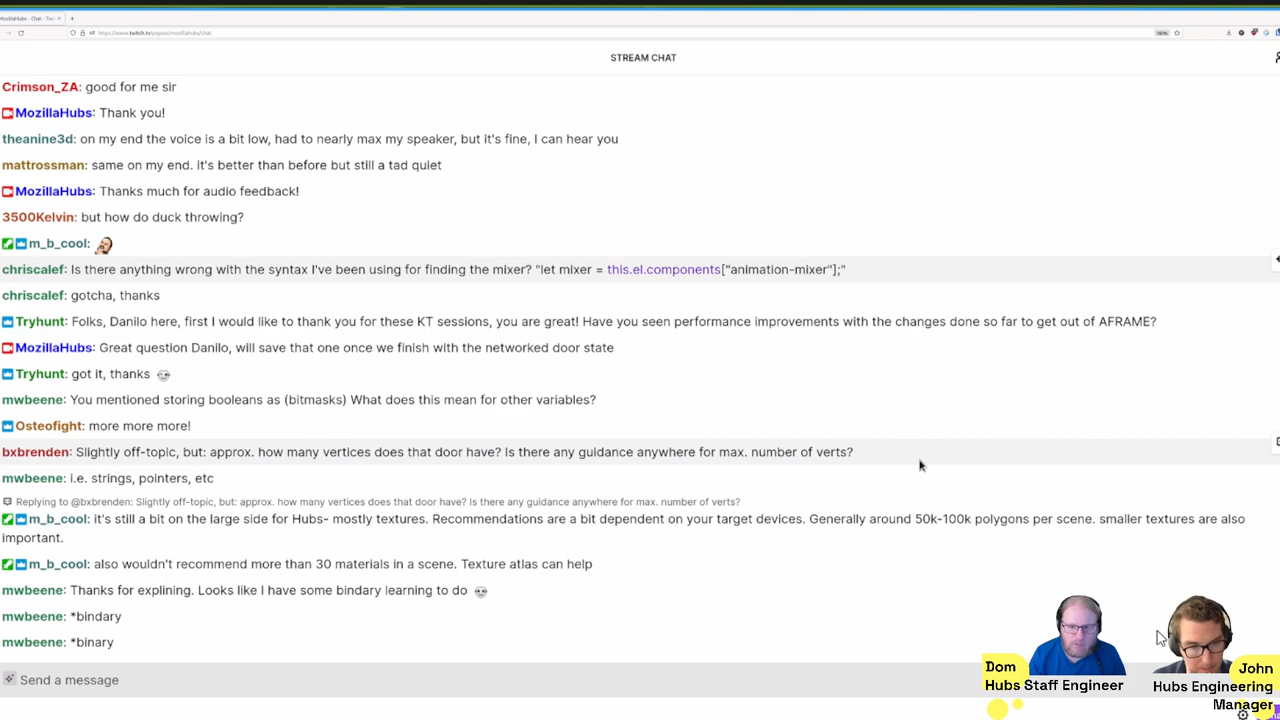 MozillaHubs - Chat - Twi
https://www.twitch.tv/popout/mozillahubs/chat
STREAM CHAT
Crimson_ZA: good for me sir
MozillaHubs: Thank you!
theanine3d: on my end the voice is a bit low, had to nearly max my speaker, but it's fine, I can hear you
mattrossman: same on my end. it's better than before but still a tad quiet
MozillaHubs: Thanks much for audio feedback!
3500Kelvin: but how do duck throwing?
m_b_cool:
chriscalef: Is there anything wrong with the syntax I've been using for finding the mixer? "let mixer = this.el.components["animation-mixer"];"
chriscalef: gotcha, thanks
Tryhunt: Folks, Danilo here, first I would like to thank you for these KT sessions, you are great! Have you seen performance improvements with the changes done so far to get out of AFRAME?
MozillaHubs: Great question Danilo, will save that one once we finish with the networked door state
Tryhunt: got it, thanks
mwbeene: You mentioned storing booleans as (bitmasks) What does this mean for other variables?
Osteofight: more more more!
bxbrenden: Slightly off-topic, but: approx. how many vertices does that door have? Is there any guidance anywhere for max. number of verts?
mwbeene: i.e. strings, pointers, etc
Replying to @bxbrenden: Slightly off-topic, but: approx. how many vertices does that door have? Is there any guidance anywhere for max. number of verts?
m_b_cool: it's still a bit on the large side for Hubs- mostly textures. Recommendations are a bit dependent on your target devices. Generally around 50k-100k polygons per scene. smaller textures are also
important.
m_b_cool: also wouldn't recommend more than 30 materials in a scene. Texture atlas can help
mwbeene: Thanks for explining. Looks like I have some bindary learning to do
mwbeene: *bindary
mwbeene: *binary
Send a message
Dom
Hubs Staff Engineer
John
Hubs Engineering
Manager